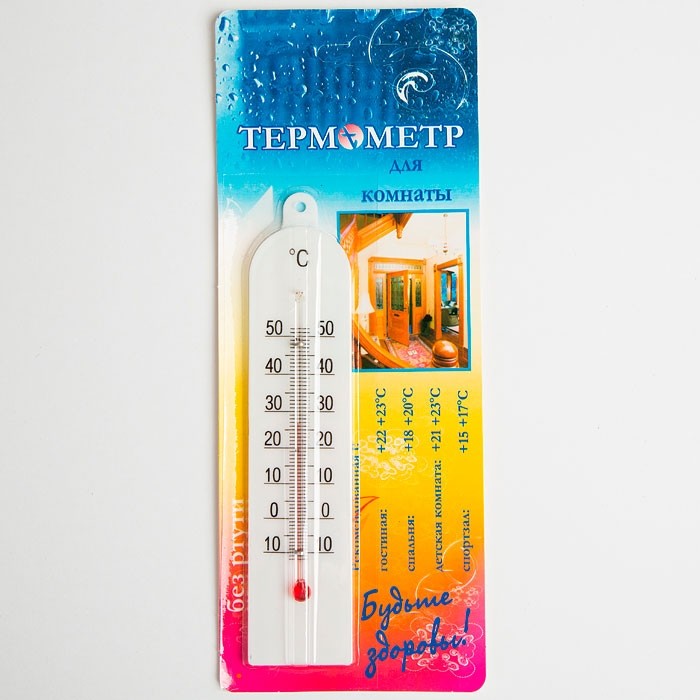 ТЕРМОМЕТР
для
комнаты
°C
50 50
40 40
30 30
20 20
10 10
0 0
10 10
без ртути
гостиная: +22 +23°C
спальня: +18 +20°C
детская комната: +21 +23°C
спортзал: +15 +17°C
Будьте
здоровы!